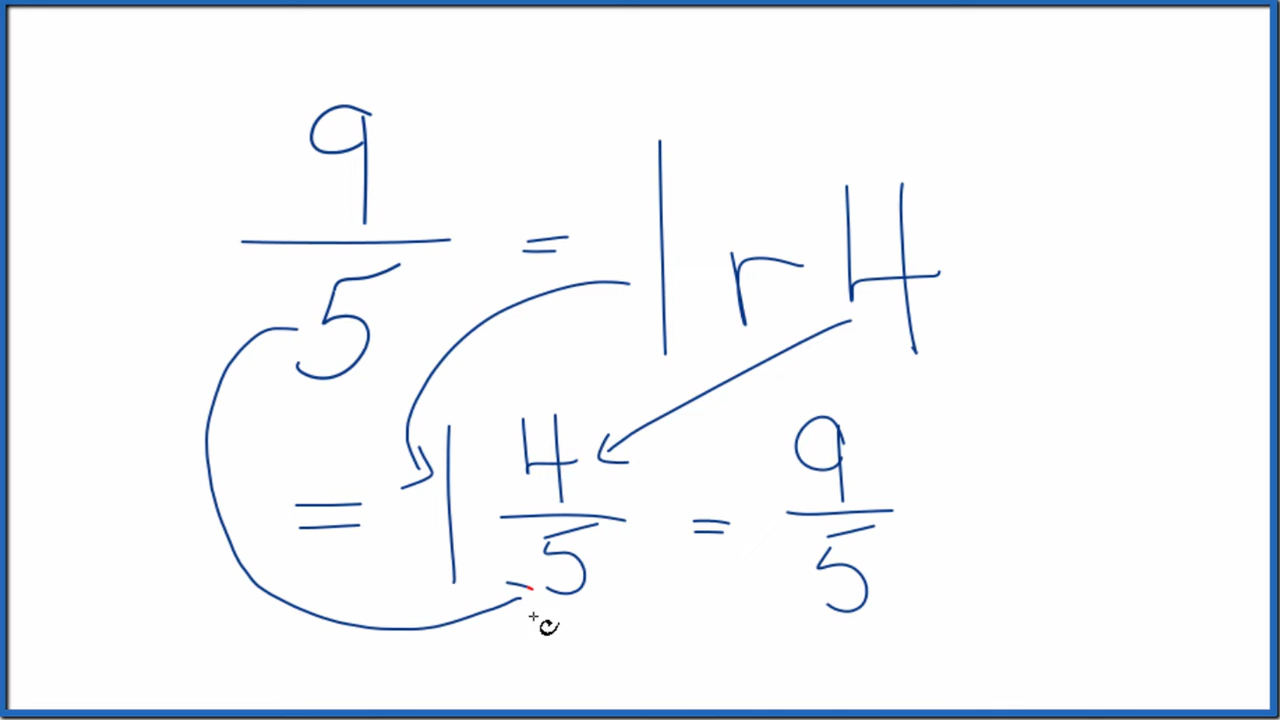 9/5 = 1 r 4
= 1 4/5 = 9/5